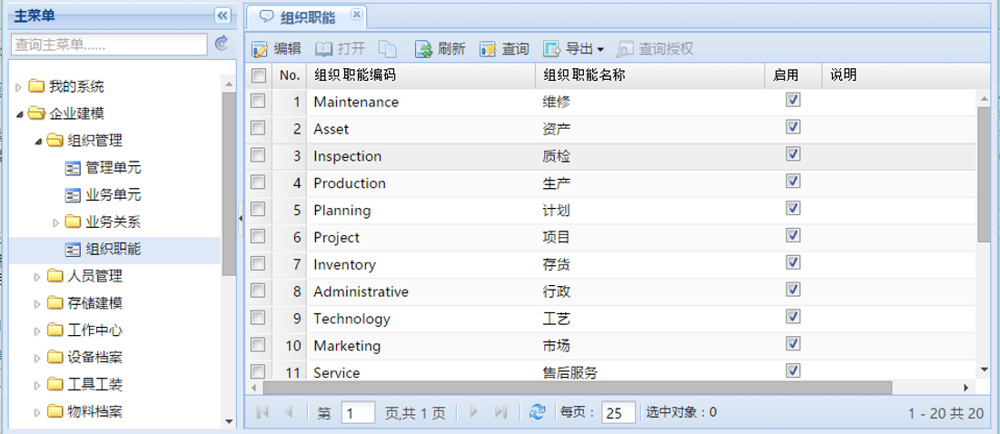 主菜单
查询主菜单......
我的系统
企业建模
组织管理
管理单元
业务单元
业务关系
组织职能
人员管理
存储建模
工作中心
设备档案
工具工装
物料档案
组织职能
编辑 打开 刷新 查询 导出 查询授权
No. 组织职能编码 组织职能名称 启用 说明
1 Maintenance 维修
2 Asset 资产
3 Inspection 质检
4 Production 生产
5 Planning 计划
6 Project 项目
7 Inventory 存货
8 Administrative 行政
9 Technology 工艺
10 Marketing 市场
11 Service 售后服务
第 1 页,共 1 页 每页： 25 选中对象：0 1 - 20 共 20